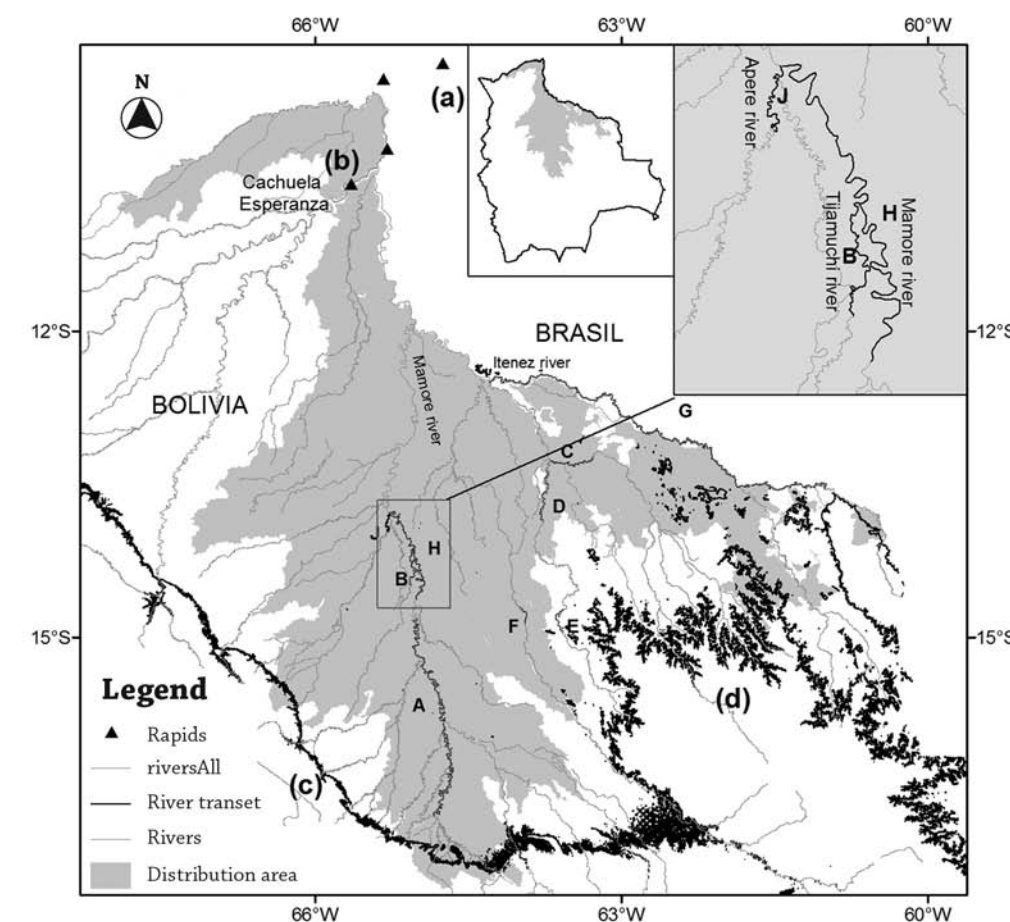 66°W
63°W
60°W
N
(a)
(b)
Cachuela
Esperanza
Apere river
J
Tijamuchi river
B
H
Mamore river
12°S
12°S
BRASIL
Itenez river
BOLIVIA
Mamore river
G
C
D
H
B
F
E
15°S
15°S
A
(d)
(c)
Legend
Rapids
riversAll
River transet
Rivers
Distribution area
66°W
63°W
60°W